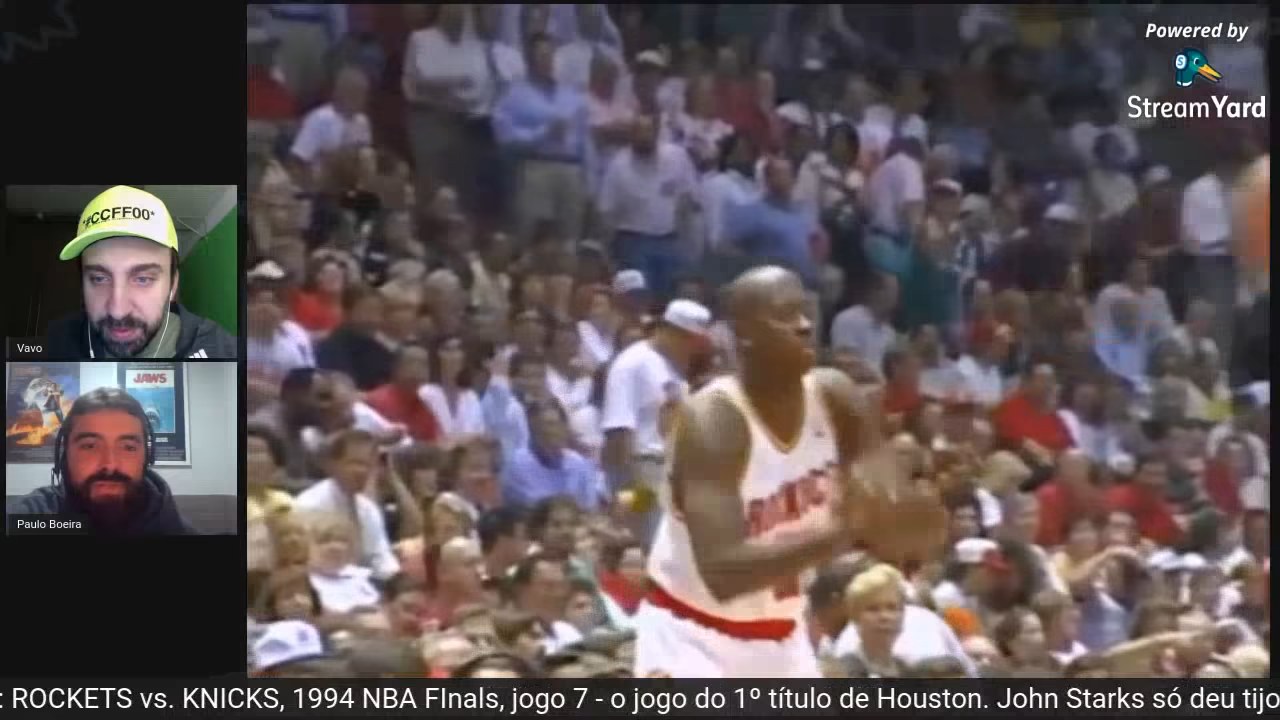 Powered by
StreamYard
*#CCFF00*
Vavo
JAWS
Paulo Boeira
: ROCKETS vs. KNICKS, 1994 NBA FInals, jogo 7 - o jogo do 1º título de Houston. John Starks só deu tijo